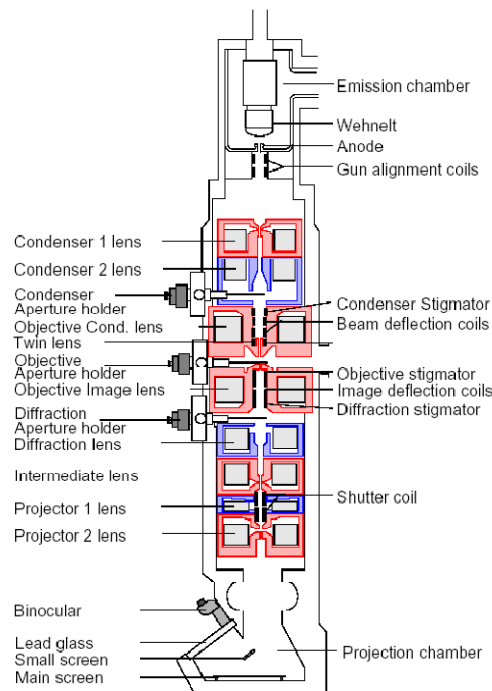 Emission chamber
Wehnelt
Anode
Gun alignment coils
Condenser 1 lens
Condenser 2 lens
Condenser
Aperture holder
Objective Cond. lens
Twin lens
Objective
Aperture holder
Objective Image lens
Diffraction
Aperture holder
Diffraction lens
Intermediate lens
Projector 1 lens
Projector 2 lens
Condenser Stigmator
Beam deflection coils
Objective stigmator
Image deflection coils
Diffraction stigmator
Shutter coil
Binocular
Lead glass
Small screen
Main screen
Projection chamber